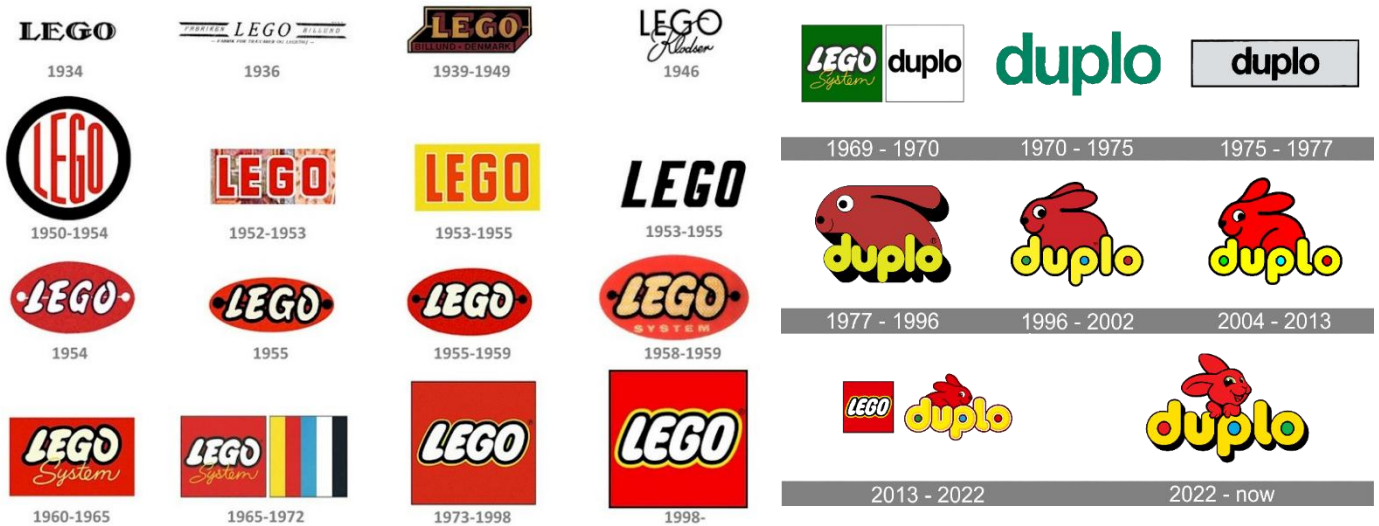 LEGO
1934
FABRIKEN LEGO BILLUND
1936
LEGO
BILLUND - DENMARK
1939-1949
LEGO
Klodser
1946
LEGO
1950-1954
LEGO
1952-1953
LEGO
1953-1955
LEGO
1953-1955
LEGO
1954
LEGO
1955
LEGO
1955-1959
LEGO
SYSTEM
1958-1959
LEGO
System
1960-1965
LEGO
System
1965-1972
LEGO
1973-1998
LEGO
1998-
LEGO
System
duplo
1969 - 1970
duplo
1970 - 1975
duplo
1975 - 1977
duplo
1977 - 1996
duplo
1996 - 2002
duplo
2004 - 2013
LEGO
duplo
2013 - 2022
duplo
2022 - now